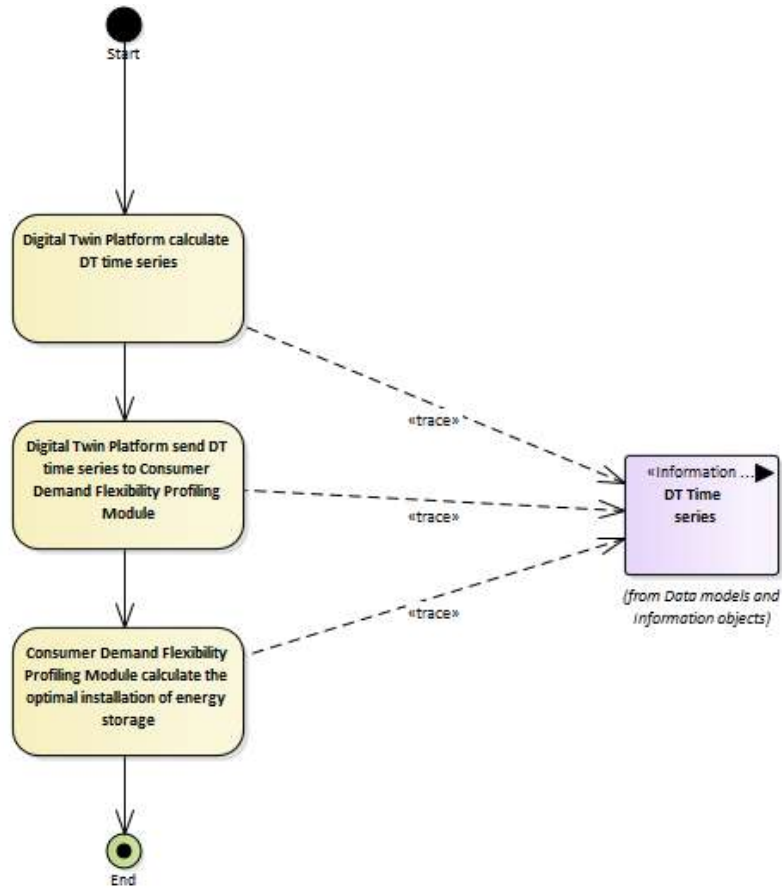 Start
Digital Twin Platform calculate
DT time series
«trace»
Digital Twin Platform send DT
time series to Consumer
Demand Flexibility Profiling
Module
«trace»
«Information ...
DT Time
series
(from Data models and
information objects)
«trace»
Consumer Demand Flexibility
Profiling Module calculate the
optimal installation of energy
storage
End